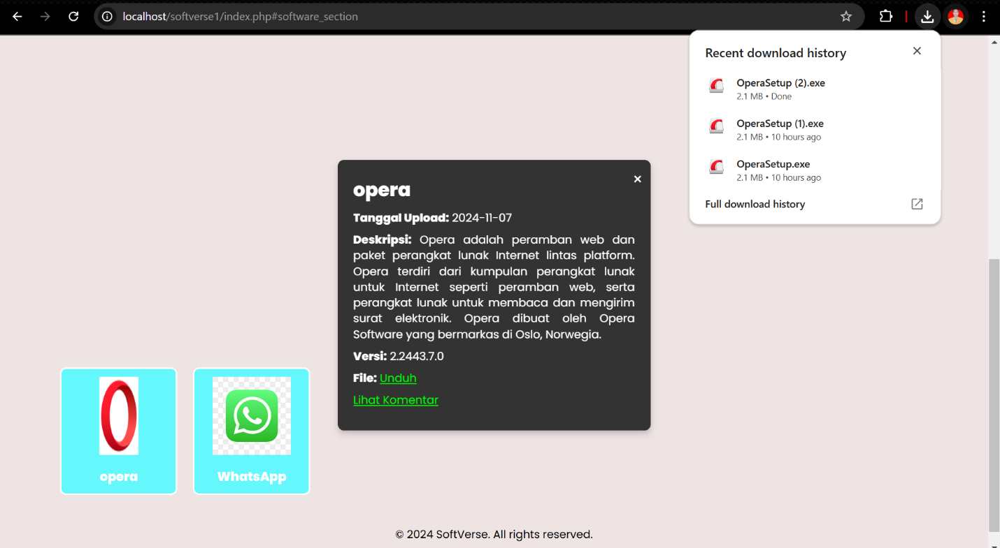 localhost/softverse1/index.php#software_section
Recent download history
OperaSetup (2).exe
2.1 MB • Done
OperaSetup (1).exe
2.1 MB • 10 hours ago
OperaSetup.exe
2.1 MB • 10 hours ago
Full download history
opera
Tanggal Upload: 2024-11-07
Deskripsi: Opera adalah peramban web dan
paket perangkat lunak Internet lintas platform.
Opera terdiri dari kumpulan perangkat lunak
untuk Internet seperti peramban web, serta
perangkat lunak untuk membaca dan mengirim
surat elektronik. Opera dibuat oleh Opera
Software yang bermarkas di Oslo, Norwegia.
Versi: 2.2443.7.0
File: Unduh
Lihat Komentar
opera
WhatsApp
© 2024 SoftVerse. All rights reserved.